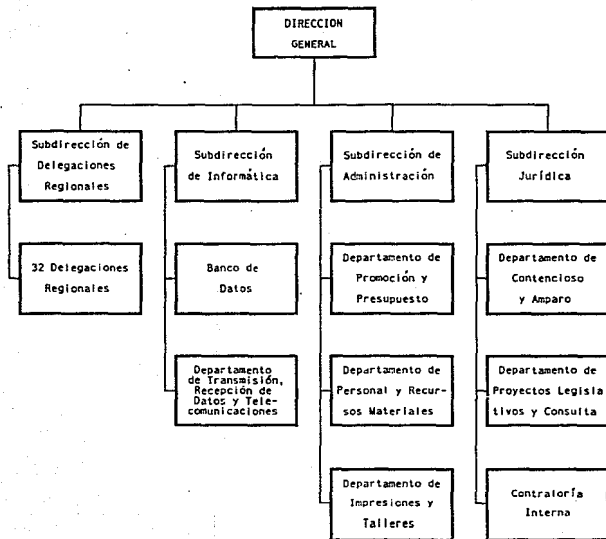 DIRECCION
GENERAL
Subdirección de
Delegaciones
Regionales
Subdirección
de Informática
Subdirección de
Administración
Subdirección
Jurídica
32 Delegaciones
Regionales
Banco de
Datos
Departamento de
Promoción y
Presupuesto
Departamento de
Contencioso
y Amparo
Departamento
de Transmisión,
Recepción de
Datos y Tele-
comunicaciones
Departamento de
Personal y Recur-
sos Materiales
Departamento de
Proyectos Legisla
tivos y Consulta
Departamento de
Impresiones y
Talleres
Contraloría
Interna